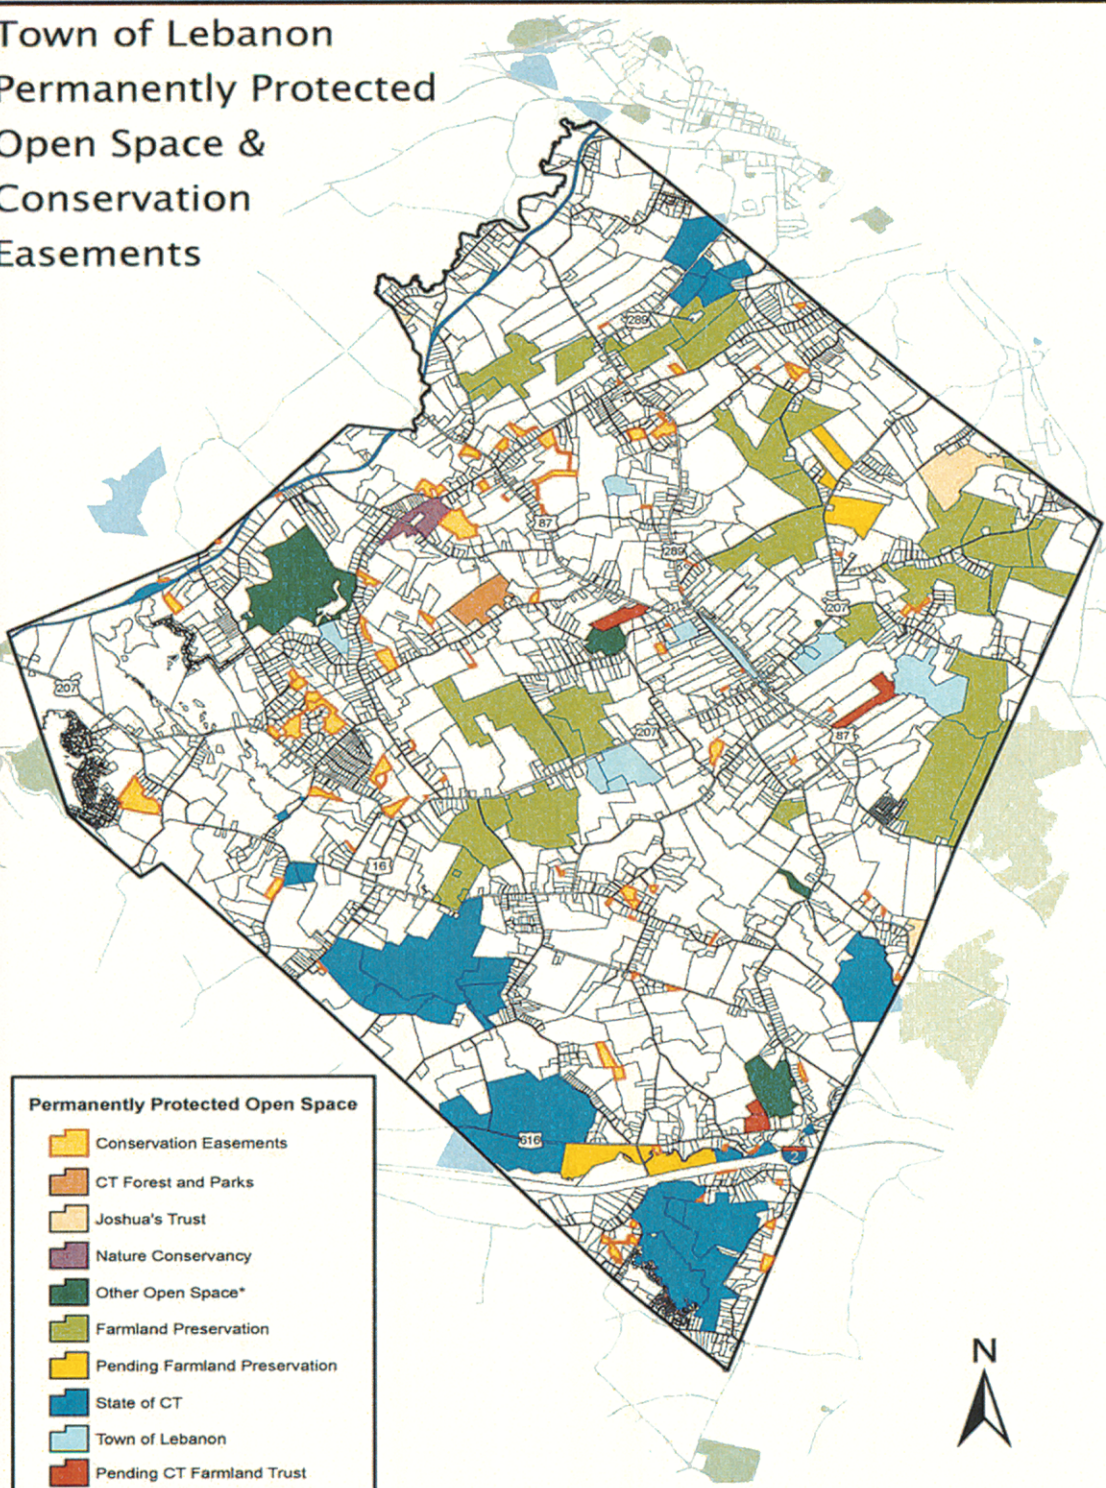 Town of Lebanon
Permanently Protected
Open Space &
Conservation
Easements
289
87
289
207
207
207
87
16
616
2
Permanently Protected Open Space
Conservation Easements
CT Forest and Parks
Joshua's Trust
Nature Conservancy
Other Open Space*
Farmland Preservation
Pending Farmland Preservation
State of CT
Town of Lebanon
Pending CT Farmland Trust
N